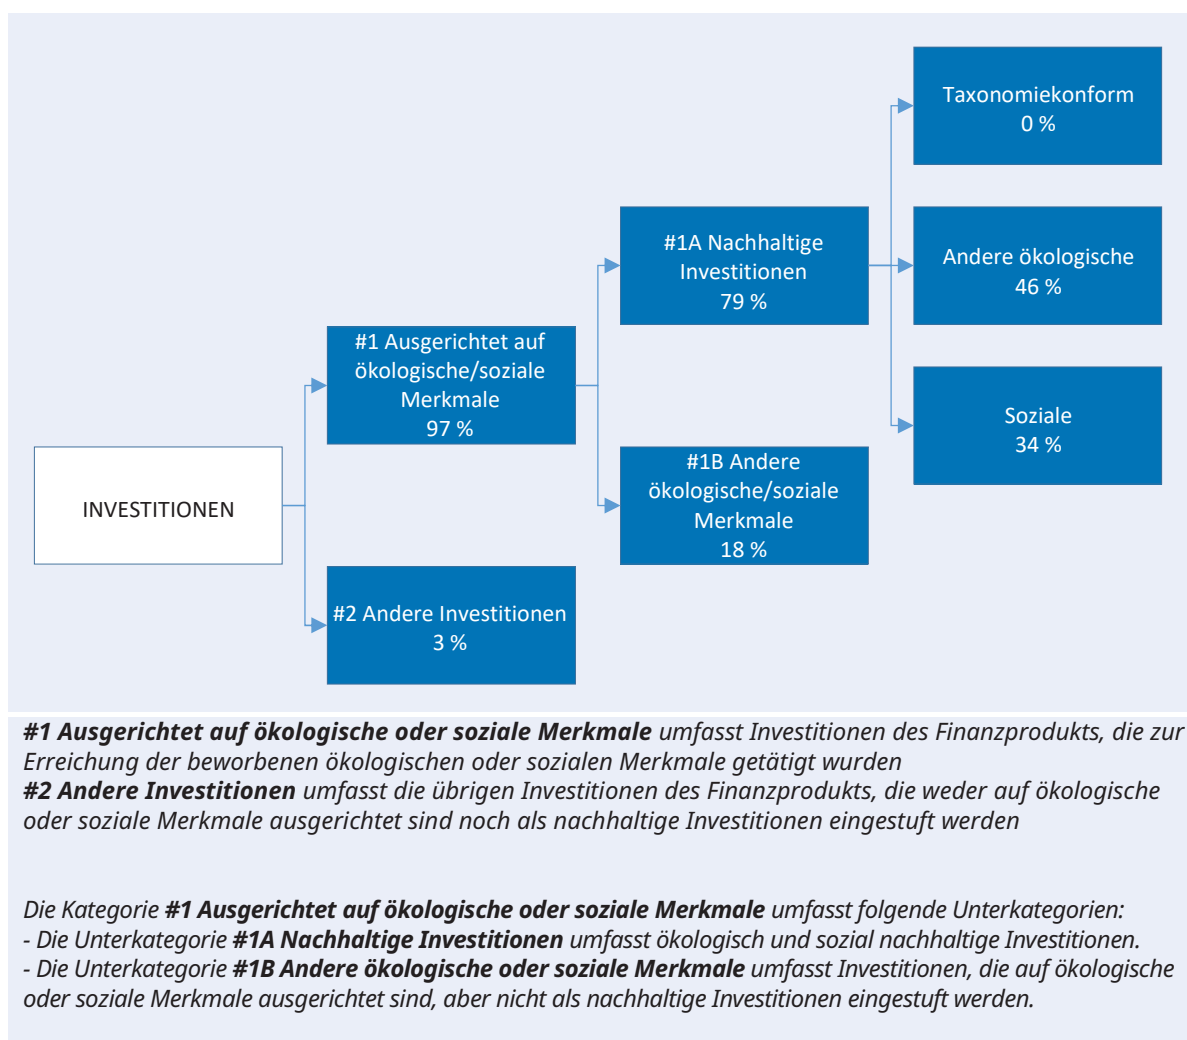 Taxonomiekonform
0 %
#1A Nachhaltige
Investitionen
79 %
Andere ökologische
46 %
#1 Ausgerichtet auf
ökologische/soziale
Merkmale
97 %
Soziale
34 %
#1B Andere
ökologische/soziale
Merkmale
18 %
INVESTITIONEN
#2 Andere Investitionen
3 %
#1 Ausgerichtet auf ökologische oder soziale Merkmale umfasst Investitionen des Finanzprodukts, die zur
Erreichung der beworbenen ökologischen oder sozialen Merkmale getätigt wurden
#2 Andere Investitionen umfasst die übrigen Investitionen des Finanzprodukts, die weder auf ökologische
oder soziale Merkmale ausgerichtet sind noch als nachhaltige Investitionen eingestuft werden
Die Kategorie #1 Ausgerichtet auf ökologische oder soziale Merkmale umfasst folgende Unterkategorien:
- Die Unterkategorie #1A Nachhaltige Investitionen umfasst ökologisch und sozial nachhaltige Investitionen.
- Die Unterkategorie #1B Andere ökologische oder soziale Merkmale umfasst Investitionen, die auf ökologische
oder soziale Merkmale ausgerichtet sind, aber nicht als nachhaltige Investitionen eingestuft werden.